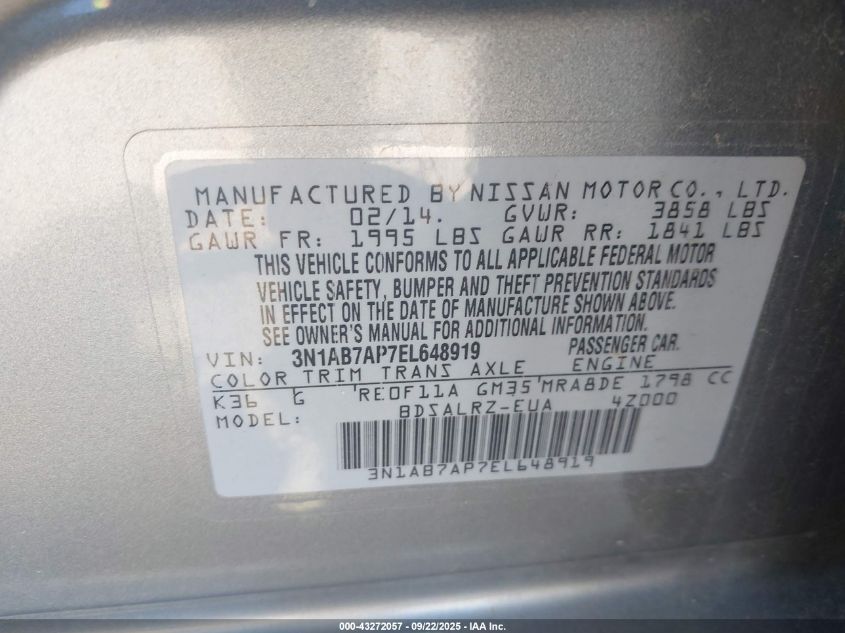 MANUFACTURED BY NISSAN MOTOR CO., LTD.
DATE: 02/14. GVWR: 3858 LBS
GAWR FR: 1995 LBS GAWR RR: 1841 LBS
THIS VEHICLE CONFORMS TO ALL APPLICABLE FEDERAL MOTOR
VEHICLE SAFETY, BUMPER AND THEFT PREVENTION STANDARDS
IN EFFECT ON THE DATE OF MANUFACTURE SHOWN ABOVE.
SEE OWNER'S MANUAL FOR ADDITIONAL INFORMATION.
VIN: 3N1AB7AP7EL648919 PASSENGER CAR.
COLOR TRIM TRANS AXLE ENGINE
K36 G RE0F11A GM35 MRA8DE 1798 CC
MODEL: BDSALRZ-EUA 4Z000
3N1AB7AP7EL648919
000-43272057 - 09/22/2025 - IAA Inc.